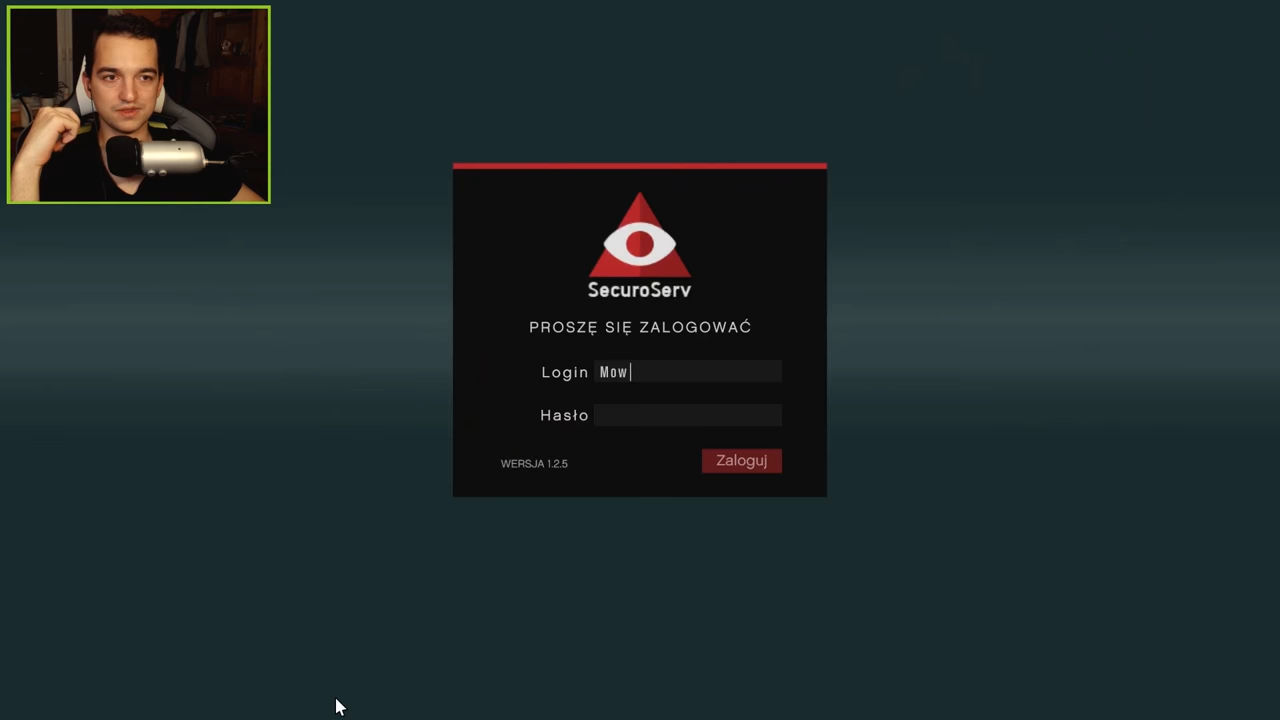 SecuroServ
PROSZĘ SIĘ ZALOGOWAĆ
Login Mow
Hasło
WERSJA 1.2.5 Zaloguj